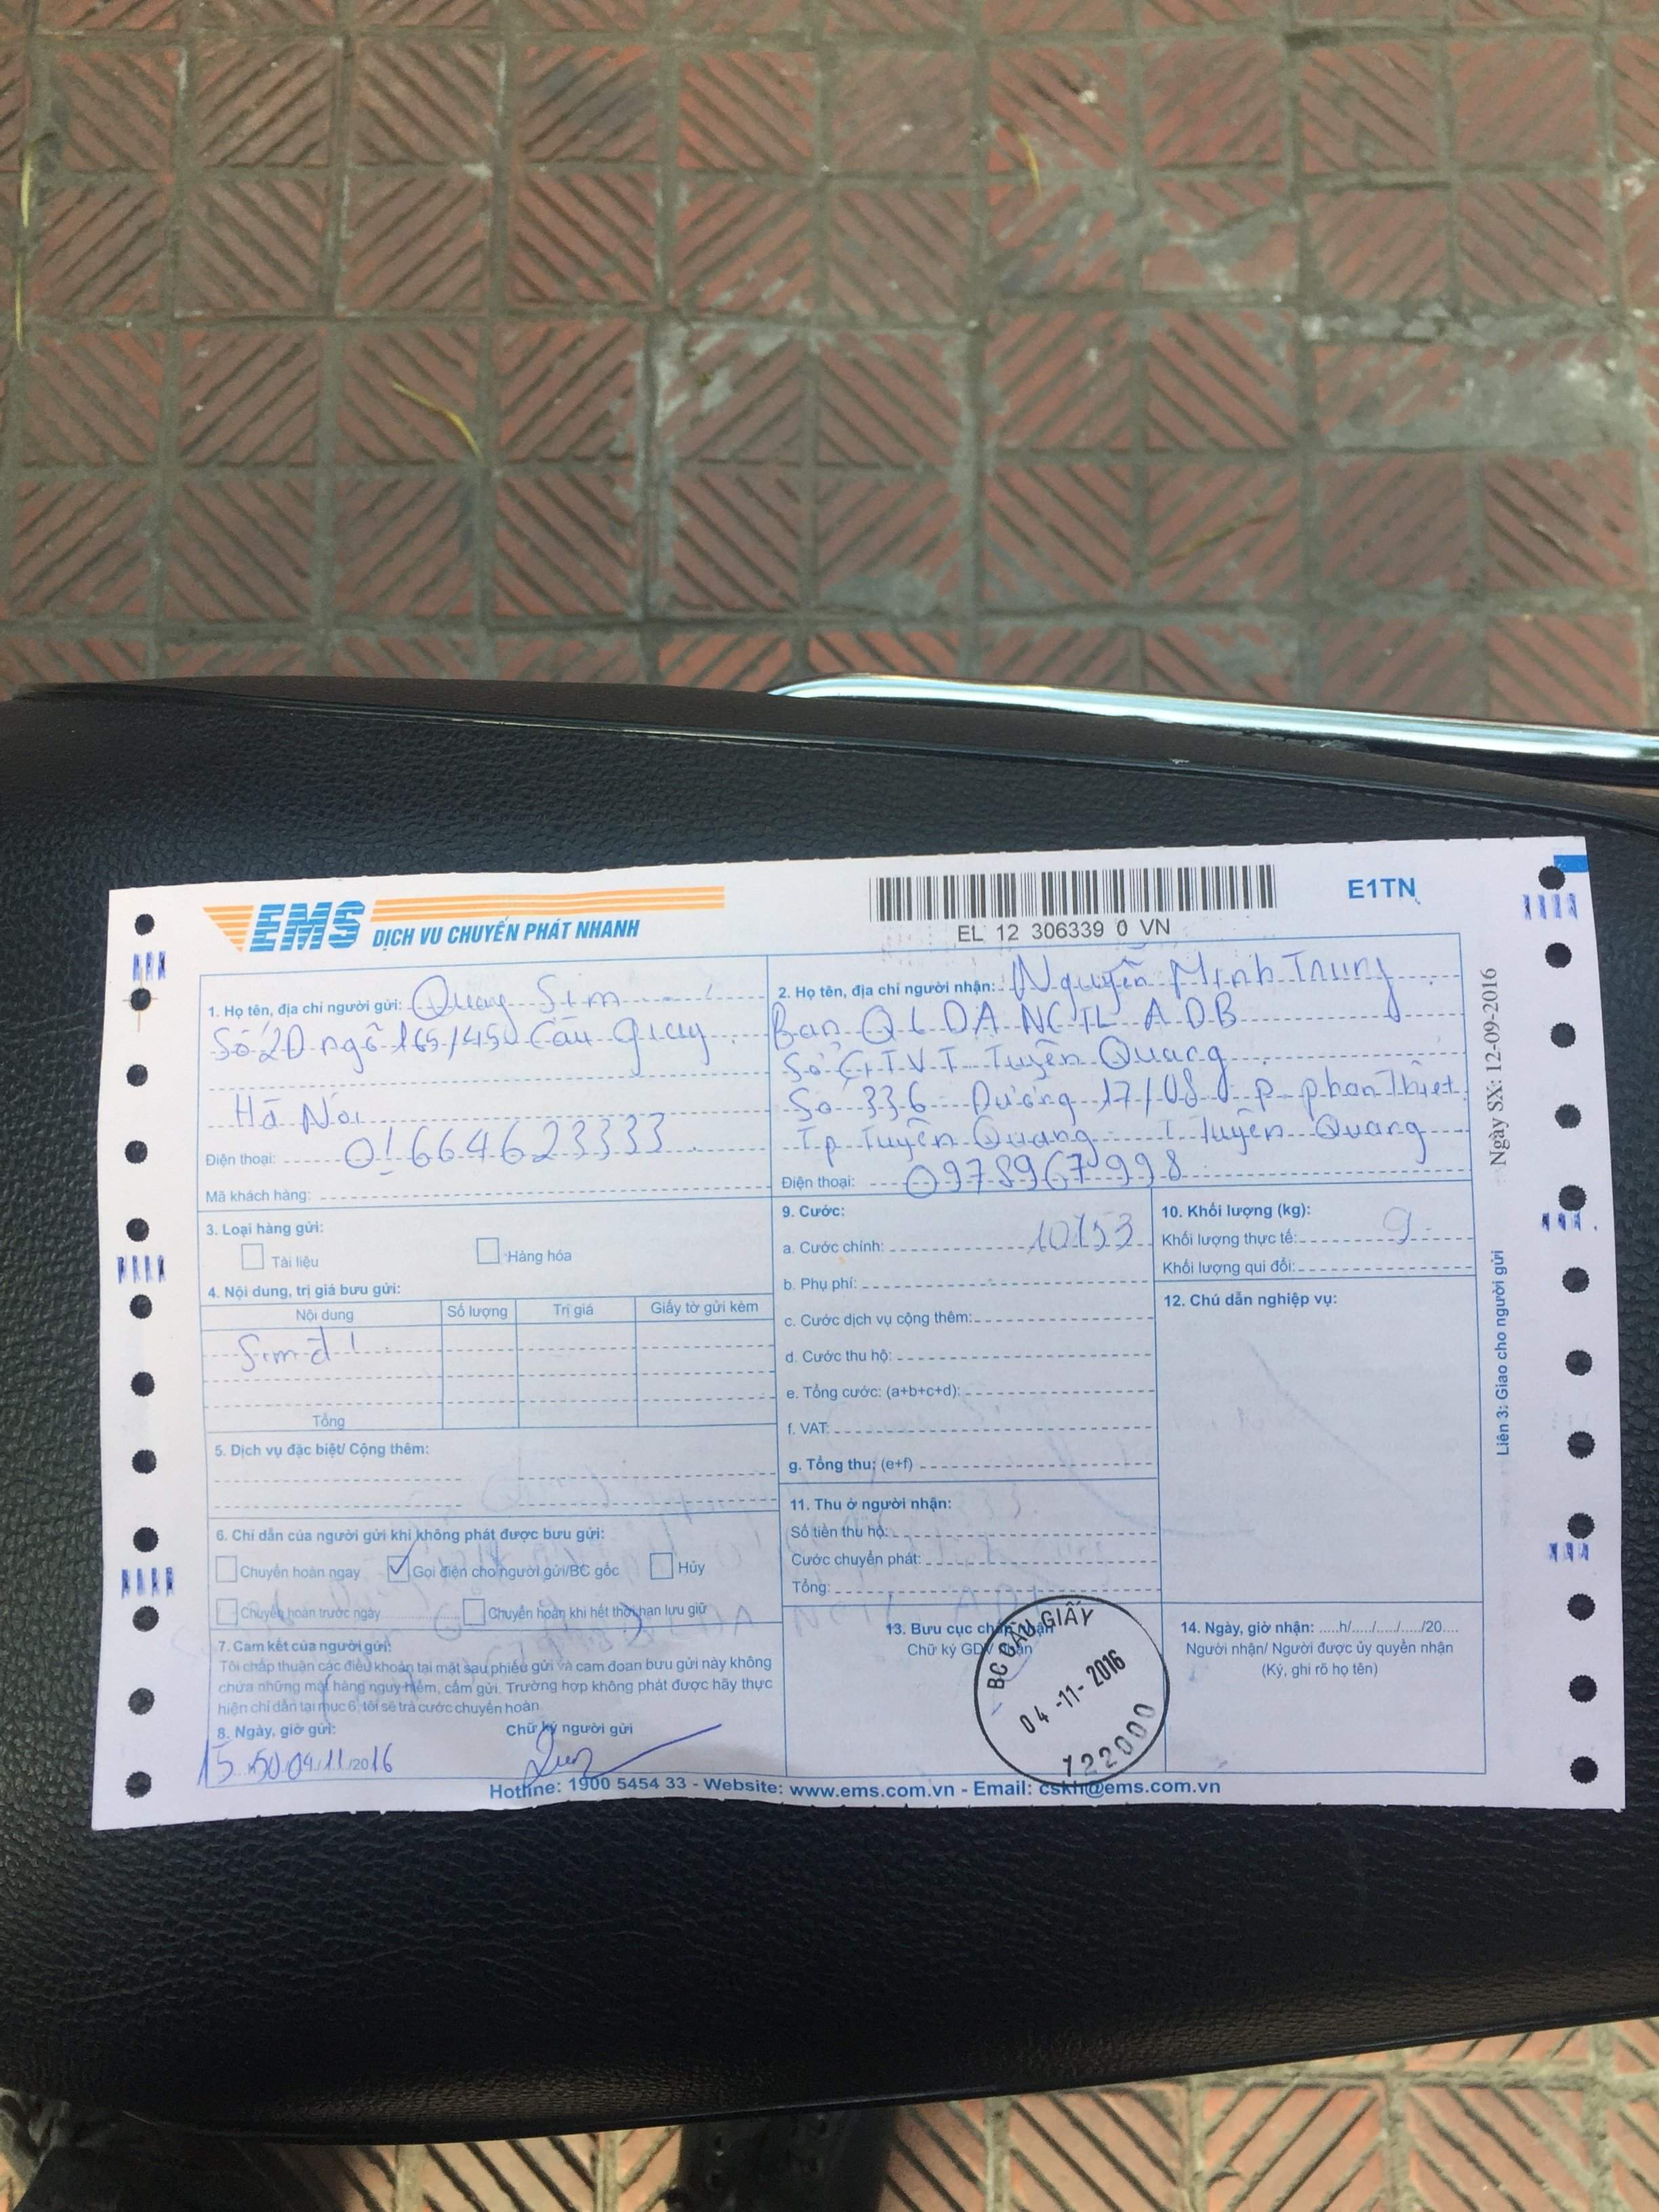 EMS DỊCH VỤ CHUYỂN PHÁT NHANH
EL 12 306339 0 VN
E1TN
1. Họ tên, địa chỉ người gửi: Quang Sim
Số 2D ngõ 165/45 Cầu Giấy
Hà Nội
Điện thoại: 01664623333
Mã khách hàng:
2. Họ tên, địa chỉ người nhận: Nguyễn Minh Trung
Ban QLDA NCTL ADB
Sở GTVT Tuyên Quang
Số 336 Đường 17/08 P. Phan Thiết
Tp Tuyên Quang T Tuyên Quang
Điện thoại: 0978967998
3. Loại hàng gửi:
Tài liệu
Hàng hóa
4. Nội dung, trị giá bưu gửi:
Nội dung Số lượng Trị giá Giấy tờ gửi kèm
Sim đt
Tổng
5. Dịch vụ đặc biệt/ Cộng thêm:
6. Chỉ dẫn của người gửi khi không phát được bưu gửi:
Chuyển hoàn ngay Gọi điện cho người gửi/BC gốc Hủy
Chuyển hoàn trước ngày Chuyển hoàn khi hết thời hạn lưu giữ
7. Cam kết của người gửi:
Tôi chấp thuận các điều khoản tại mặt sau phiếu gửi và cam đoan bưu gửi này không
chứa những mặt hàng nguy hiểm, cấm gửi. Trường hợp không phát được hãy thực
hiện chỉ dẫn tại mục 6, tôi sẽ trả cước chuyển hoàn.
8. Ngày, giờ gửi: Chữ ký người gửi
15h50 04/11/2016
9. Cước:
a. Cước chính: 10153
b. Phụ phí:
c. Cước dịch vụ cộng thêm:
d. Cước thu hộ:
e. Tổng cước: (a+b+c+d):
f. VAT:
g. Tổng thu: (e+f)
10. Khối lượng (kg):
Khối lượng thực tế:
Khối lượng qui đổi:
11. Thu ở người nhận:
Số tiền thu hộ:
Cước chuyển phát:
Tổng:
12. Chú dẫn nghiệp vụ:
13. Bưu cục chấp nhận
Chữ ký GDV nhận
BC CẦU GIẤY
04-11-2016
122000
14. Ngày, giờ nhận: .....h/...../...../...../20....
Người nhận/ Người được ủy quyền nhận
(Ký, ghi rõ họ tên)
Hotline: 1900 5454 33 - Website: www.ems.com.vn - Email: cskh@ems.com.vn
Ngày SX: 12-09-2016
Liên 3: Giao cho người gửi